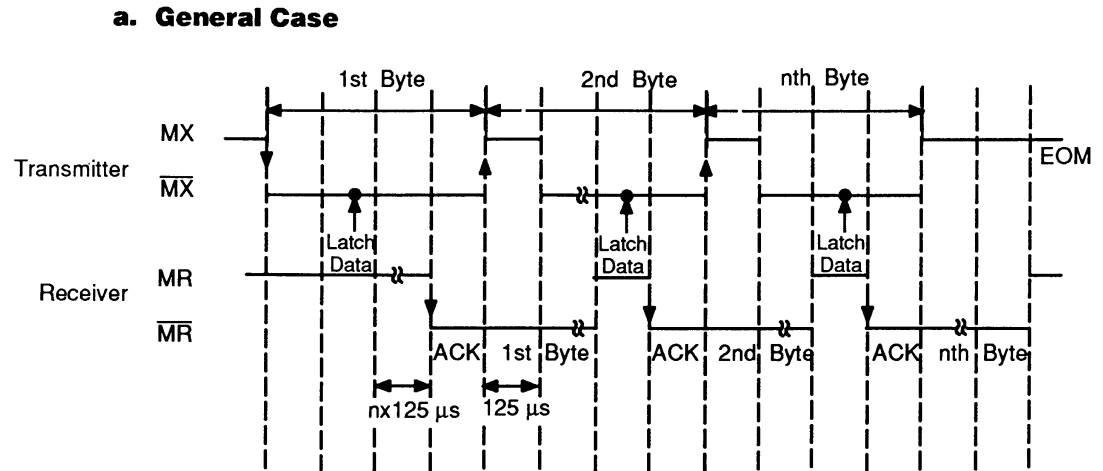 a. General Case
1st Byte
2nd Byte
nth Byte
MX
Transmitter
EOM
MX
Latch Data
Latch Data
Latch Data
MR
Receiver
MR
ACK 1st Byte
ACK 2nd Byte
ACK nth Byte
nx125 μs
125 μs